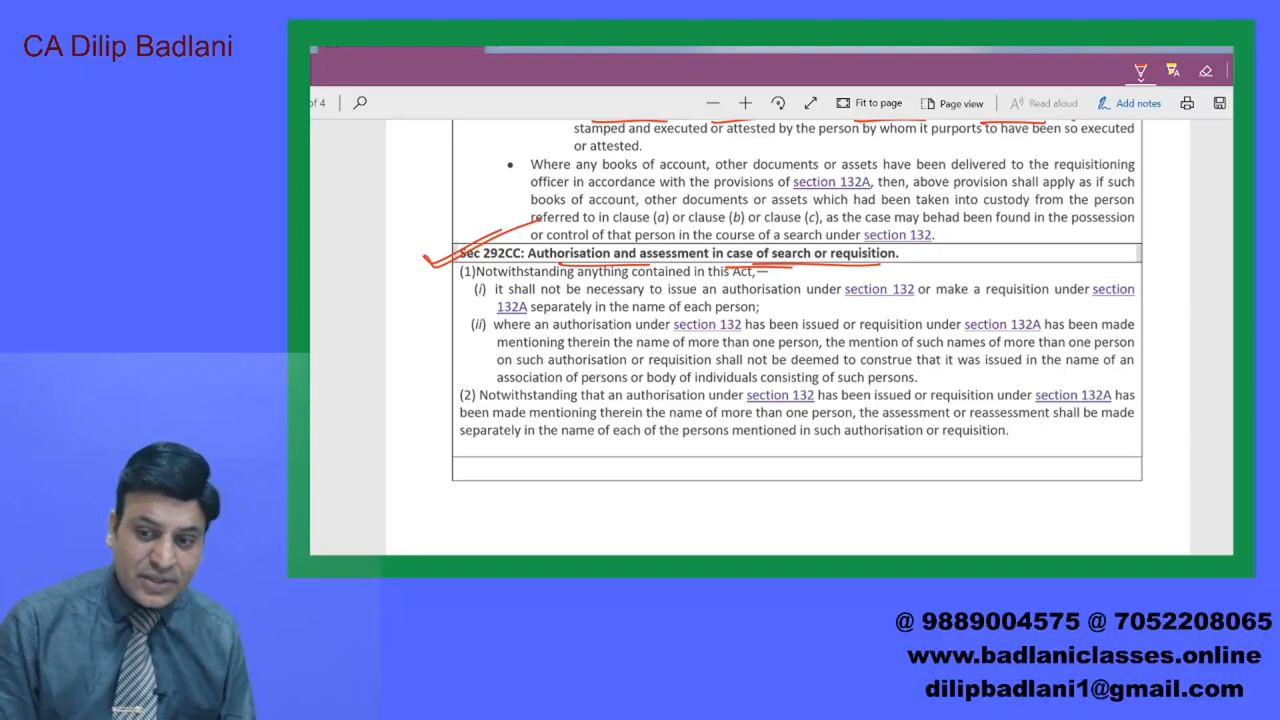 CA Dilip Badlani
of 4
Fit to page
Page view
Read aloud
Add notes
stamped and executed or attested by the person by whom it purports to have been so executed
or attested.
• Where any books of account, other documents or assets have been delivered to the requisitioning
officer in accordance with the provisions of section 132A, then, above provision shall apply as if such
books of account, other documents or assets which had been taken into custody from the person
referred to in clause (a) or clause (b) or clause (c), as the case may behad been found in the possession
or control of that person in the course of a search under section 132.
Sec 292CC: Authorisation and assessment in case of search or requisition.
(1)Notwithstanding anything contained in this Act,—
(i) it shall not be necessary to issue an authorisation under section 132 or make a requisition under section
132A separately in the name of each person;
(ii) where an authorisation under section 132 has been issued or requisition under section 132A has been made
mentioning therein the name of more than one person, the mention of such names of more than one person
on such authorisation or requisition shall not be deemed to construe that it was issued in the name of an
association of persons or body of individuals consisting of such persons.
(2) Notwithstanding that an authorisation under section 132 has been issued or requisition under section 132A has
been made mentioning therein the name of more than one person, the assessment or reassessment shall be made
separately in the name of each of the persons mentioned in such authorisation or requisition.
@ 9889004575 @ 7052208065
www.badlaniclasses.online
dilipbadlani1@gmail.com